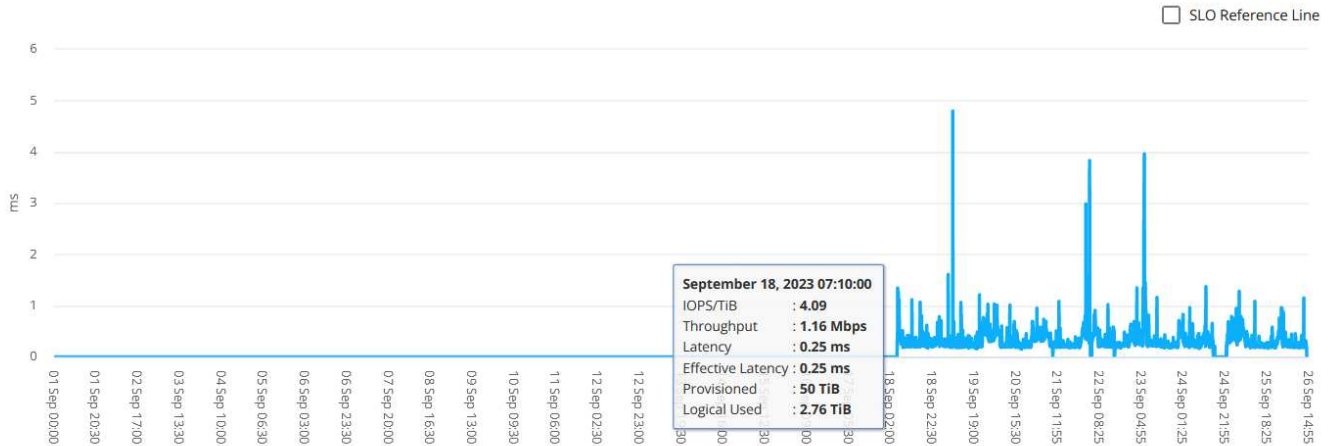 SLO Reference Line
6
5
4
3
2
1
0
ms
September 18, 2023 07:10:00
IOPS/TiB : 4.09
Throughput : 1.16 Mbps
Latency : 0.25 ms
Effective Latency : 0.25 ms
Provisioned : 50 TiB
Logical Used : 2.76 TiB
01 Sep 00:00
01 Sep 20:30
02 Sep 17:00
03 Sep 13:30
04 Sep 10:00
05 Sep 06:30
06 Sep 03:00
06 Sep 23:30
07 Sep 20:00
08 Sep 16:30
09 Sep 13:00
10 Sep 09:30
11 Sep 06:00
12 Sep 02:30
12 Sep 23:00
18 Sep 02:00
18 Sep 22:30
19 Sep 19:00
20 Sep 15:30
21 Sep 11:55
22 Sep 08:25
23 Sep 04:55
24 Sep 01:25
24 Sep 21:55
25 Sep 18:25
26 Sep 14:55